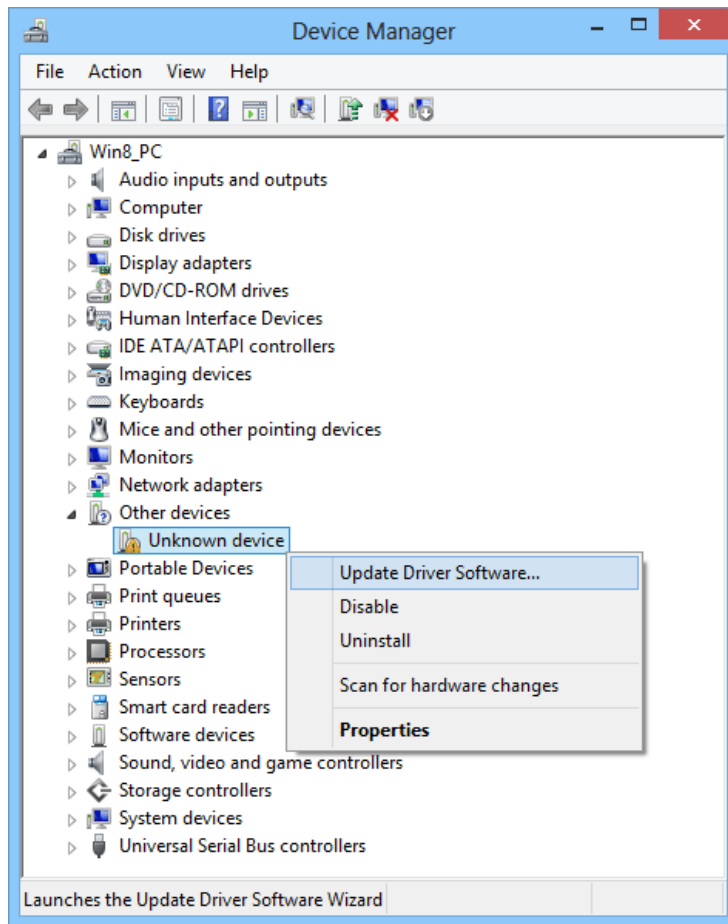 Device Manager
File Action View Help
Win8_PC
Audio inputs and outputs
Computer
Disk drives
Display adapters
DVD/CD-ROM drives
Human Interface Devices
IDE ATA/ATAPI controllers
Imaging devices
Keyboards
Mice and other pointing devices
Monitors
Network adapters
Other devices
Unknown device
Portable Devices
Print queues
Printers
Processors
Sensors
Smart card readers
Software devices
Sound, video and game controllers
Storage controllers
System devices
Universal Serial Bus controllers
Update Driver Software...
Disable
Uninstall
Scan for hardware changes
Properties
Launches the Update Driver Software Wizard